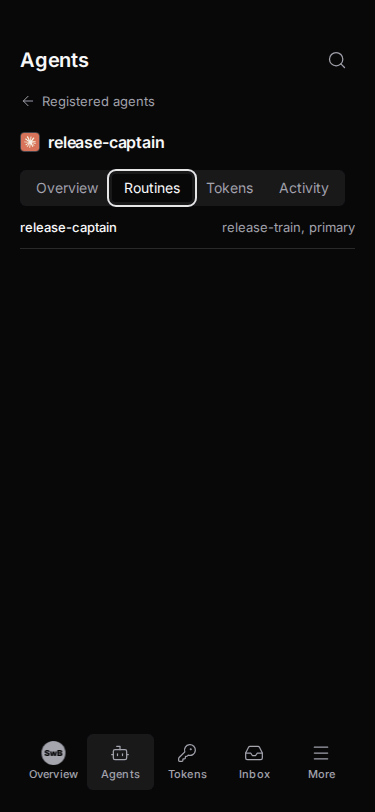 Agents
Registered agents
release-captain
Overview Routines Tokens Activity
release-captain release-train, primary
SwB
Overview Agents Tokens Inbox More